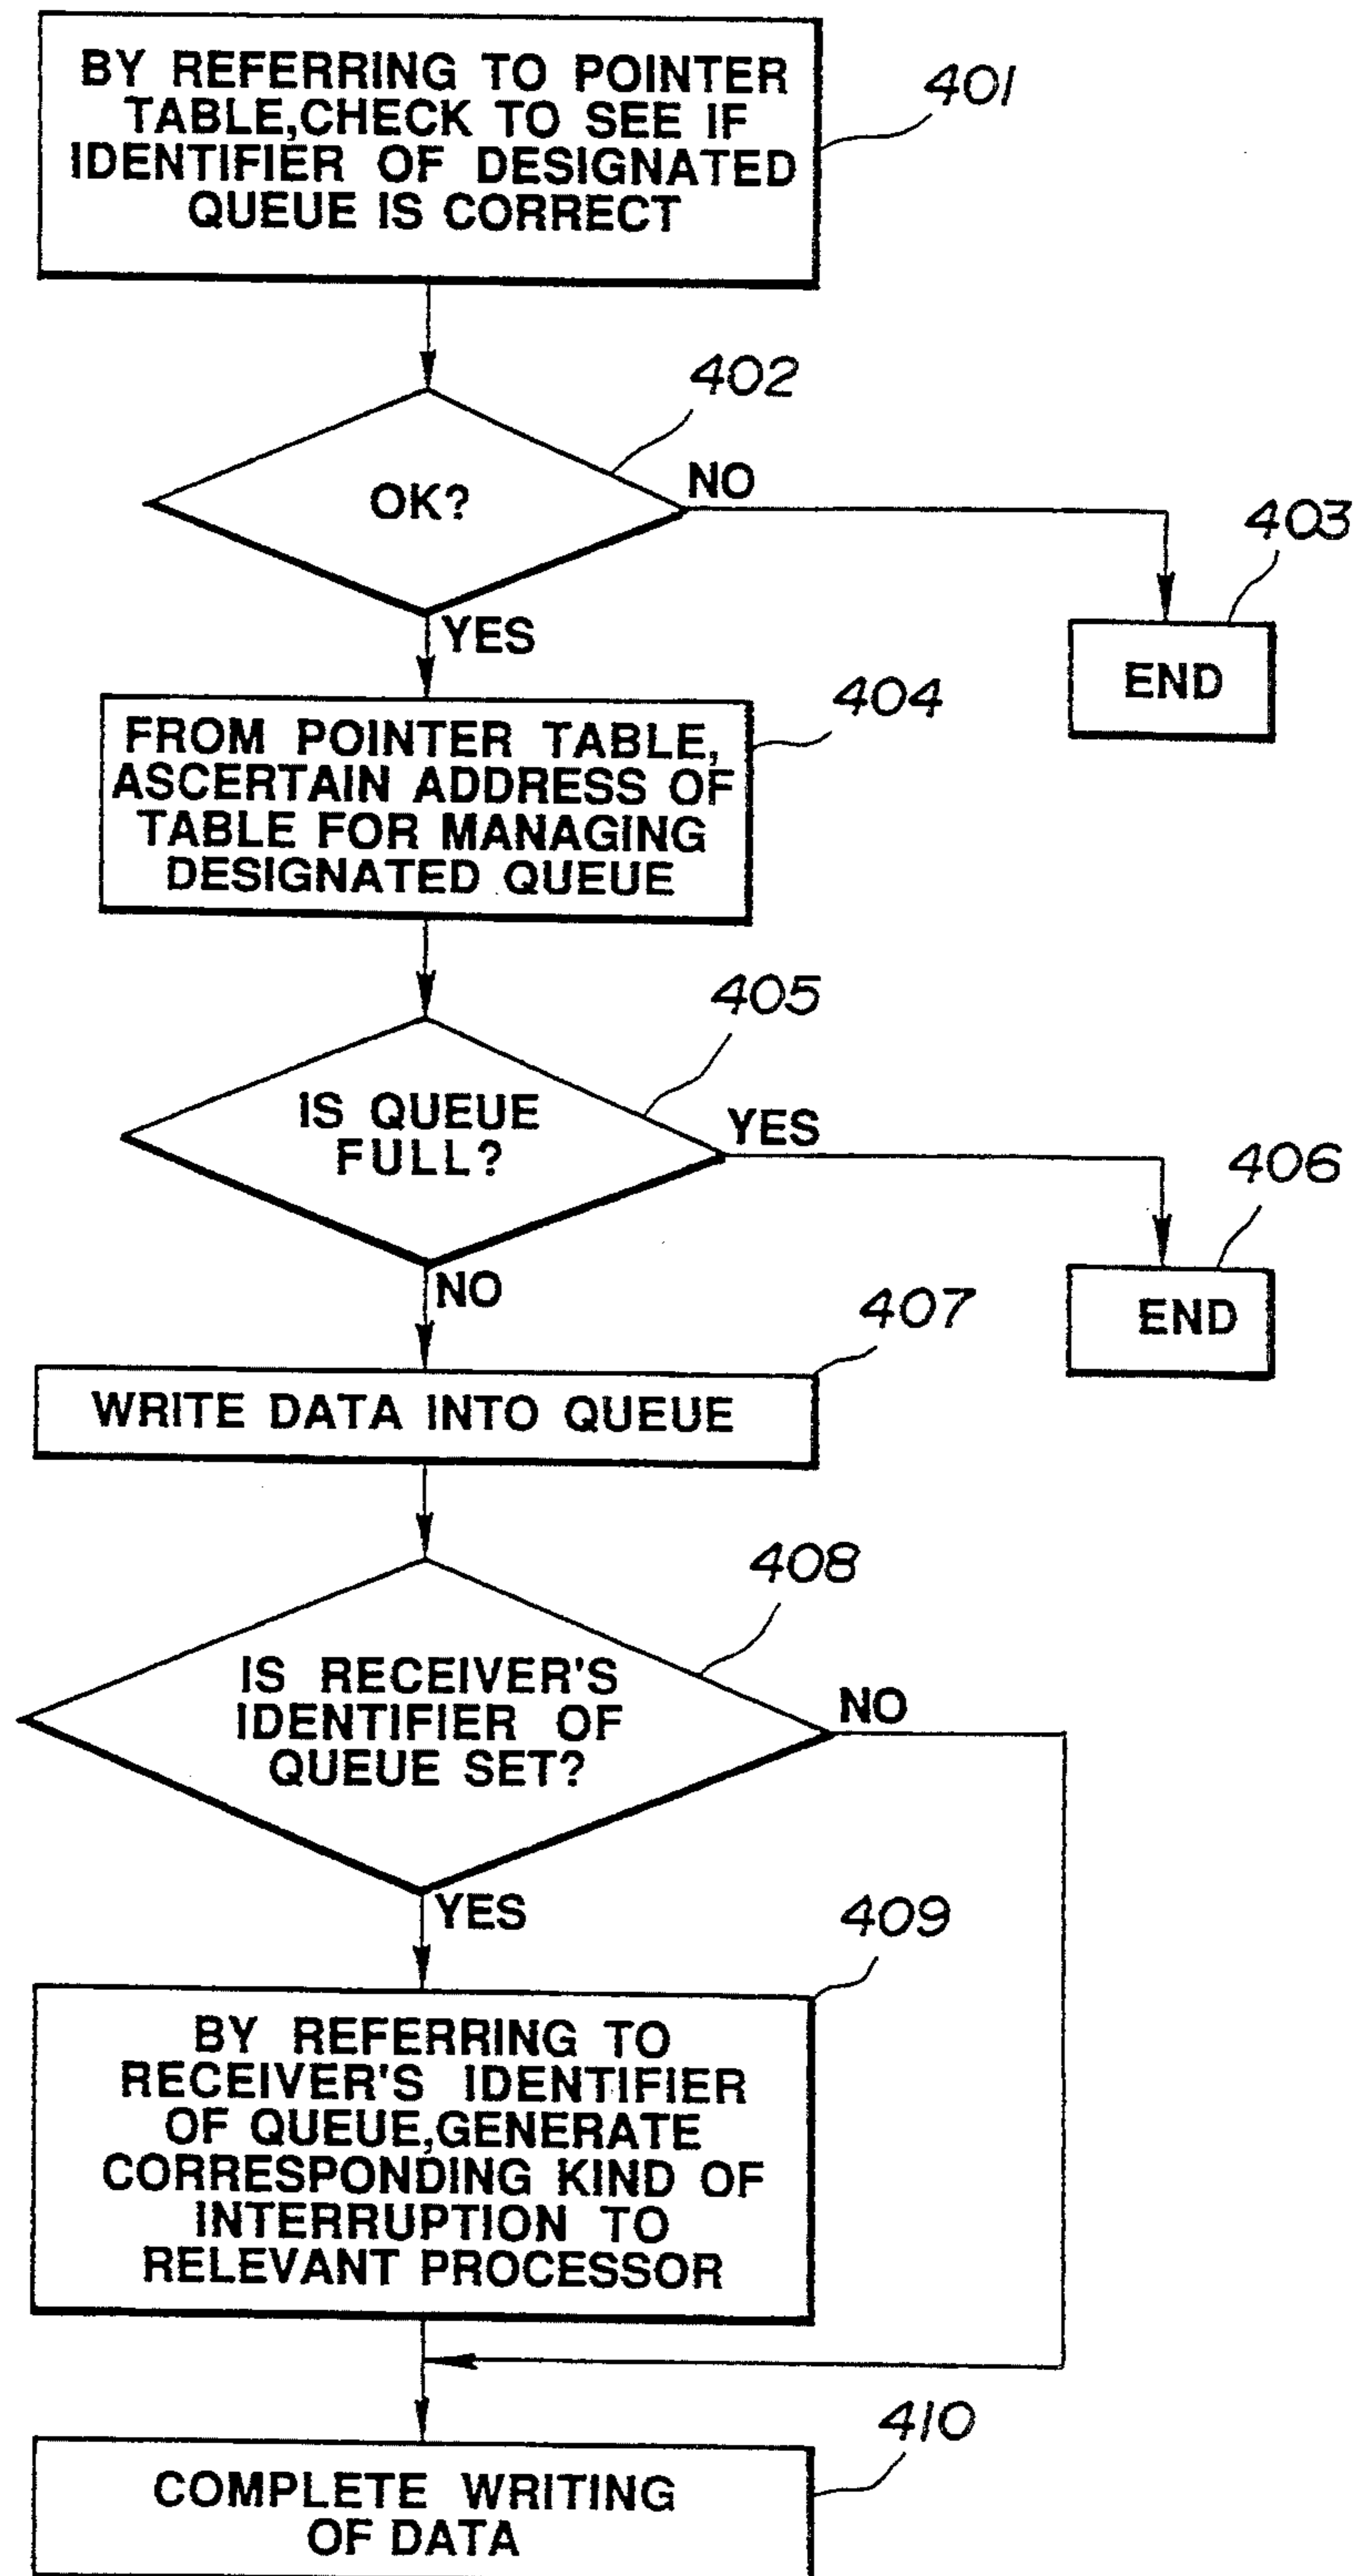 BY REFERRING TO POINTER
TABLE,CHECK TO SEE IF
IDENTIFIER OF DESIGNATED
QUEUE IS CORRECT
401
402
OK?
NO
403
YES
END
404
FROM POINTER TABLE,
ASCERTAIN ADDRESS OF
TABLE FOR MANAGING
DESIGNATED QUEUE
405
IS QUEUE
FULL?
YES
406
NO
END
407
WRITE DATA INTO QUEUE
408
IS RECEIVER'S
IDENTIFIER OF
QUEUE SET?
NO
YES
409
BY REFERRING TO
RECEIVER'S IDENTIFIER
OF QUEUE,GENERATE
CORRESPONDING KIND OF
INTERRUPTION TO
RELEVANT PROCESSOR
410
COMPLETE WRITING
OF DATA